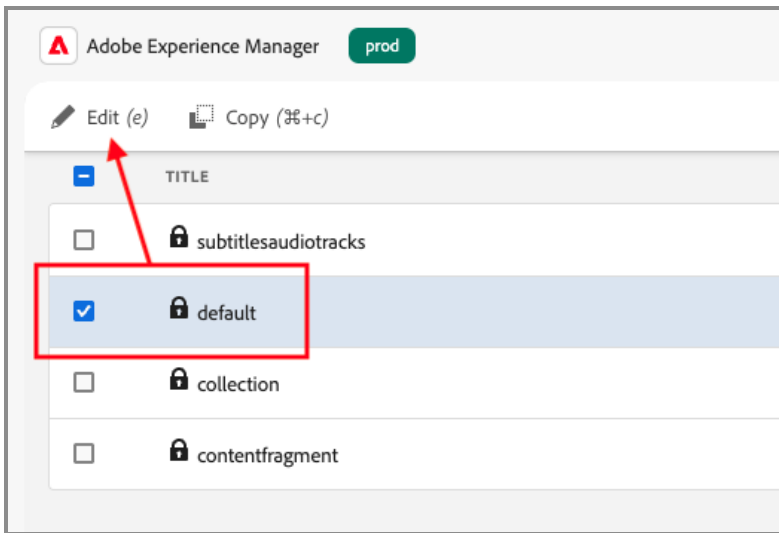 Adobe Experience Manager prod
Edit (e) Copy (⌘+c)
TITLE
subtitlesaudiotracks
default
collection
contentfragment